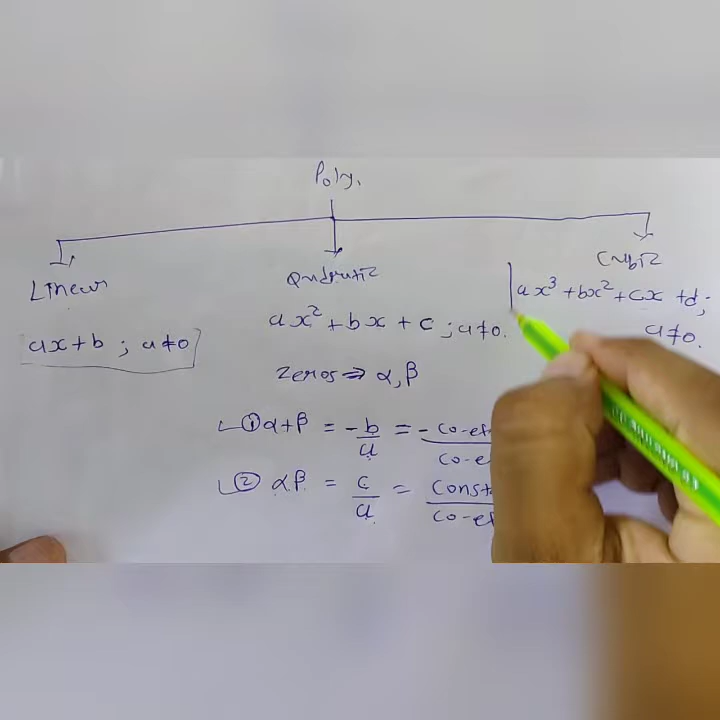 Poly.
Linear
Quadratic
Cubic
ax + b ; a≠0
ax² + bx + c ; a≠0.
ax³ + bx² + cx + d ;
a≠0.
Zeros ⇒ α, β
① α+β = -b/a = - co-ef
co-ef
② αβ = c/a = Const
co-ef